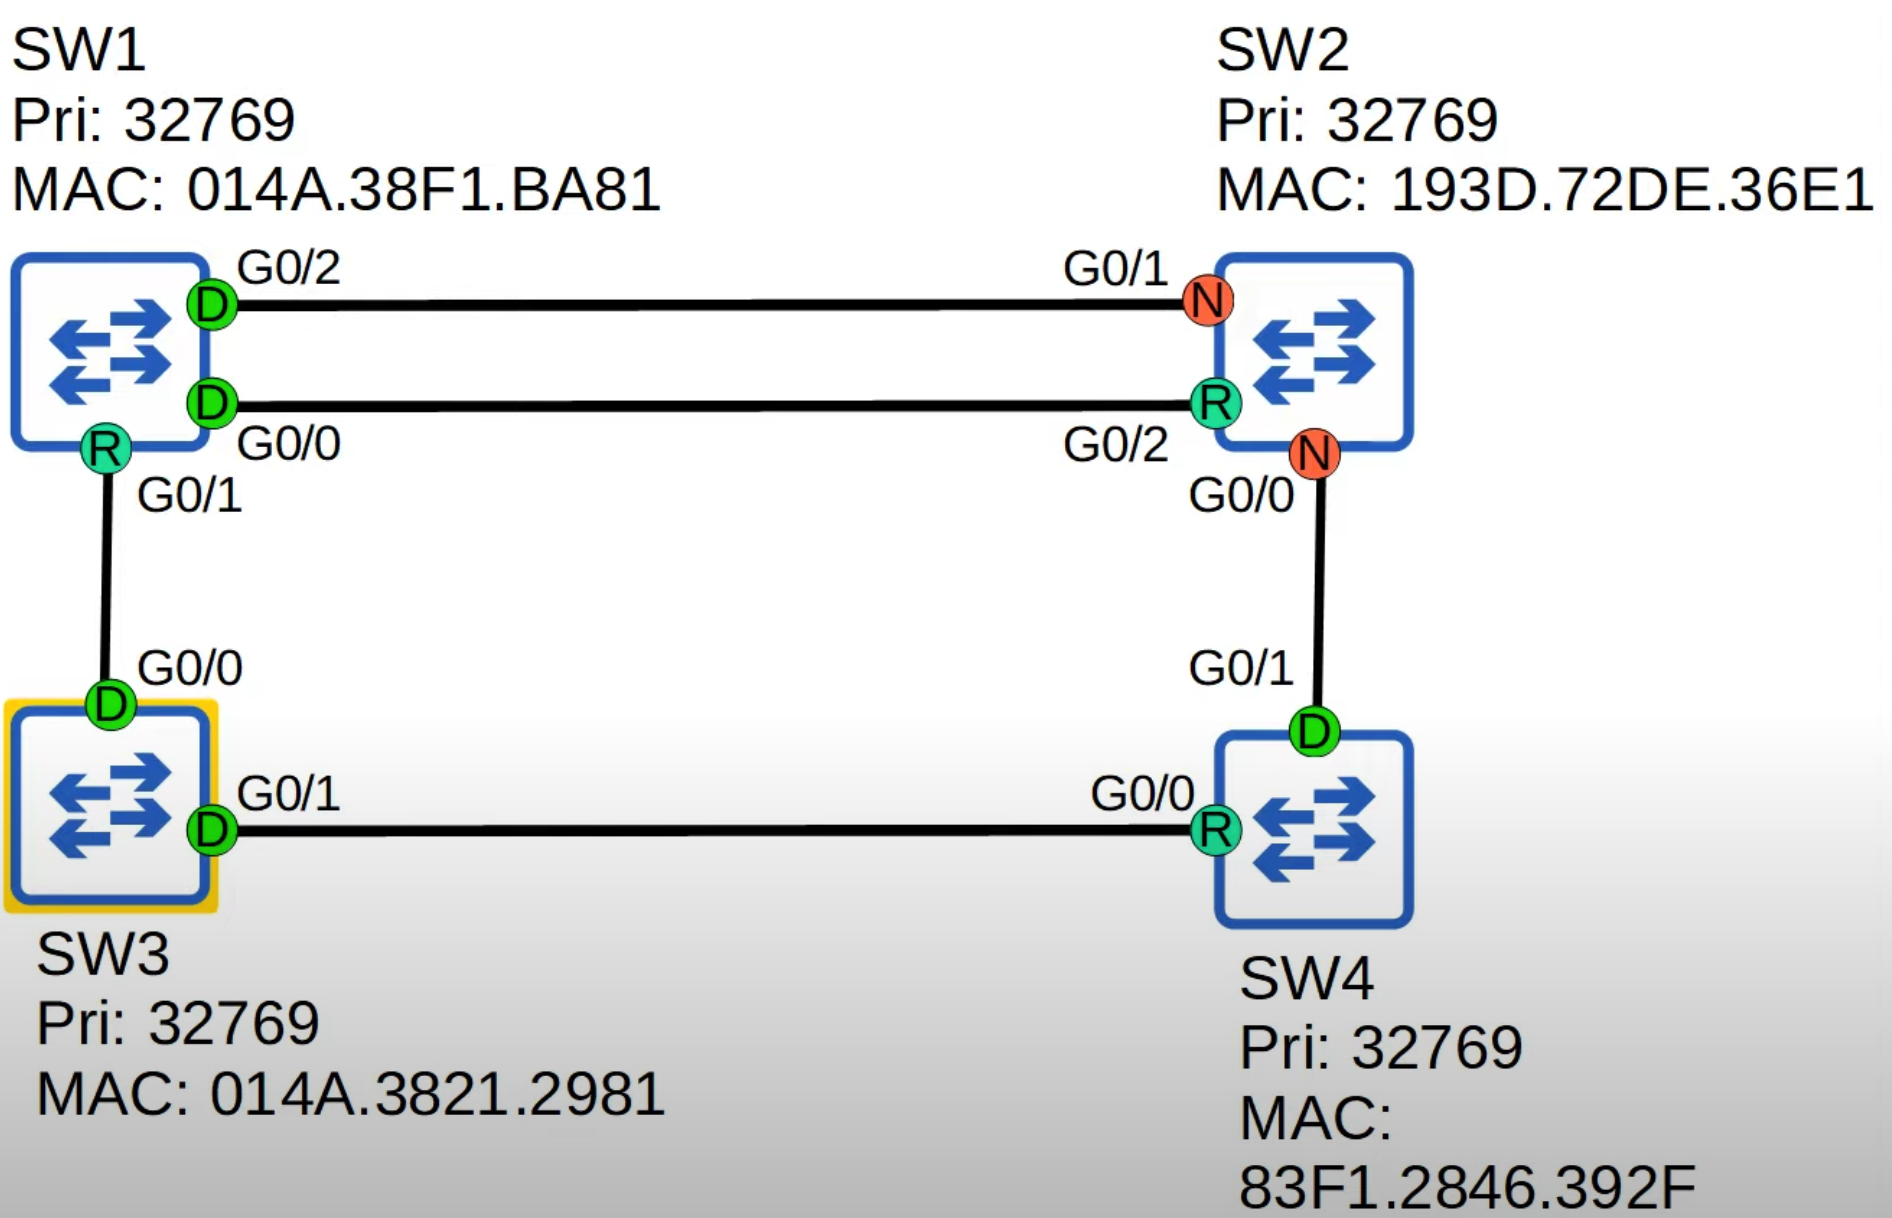 SW1
Pri: 32769
MAC: 014A.38F1.BA81
SW2
Pri: 32769
MAC: 193D.72DE.36E1
G0/2
G0/1
D
N
D
R
G0/0
G0/2
R
N
G0/1
G0/0
G0/0
G0/1
D
D
G0/1
G0/0
D
R
SW3
Pri: 32769
MAC: 014A.3821.2981
SW4
Pri: 32769
MAC:
83F1.2846.392F